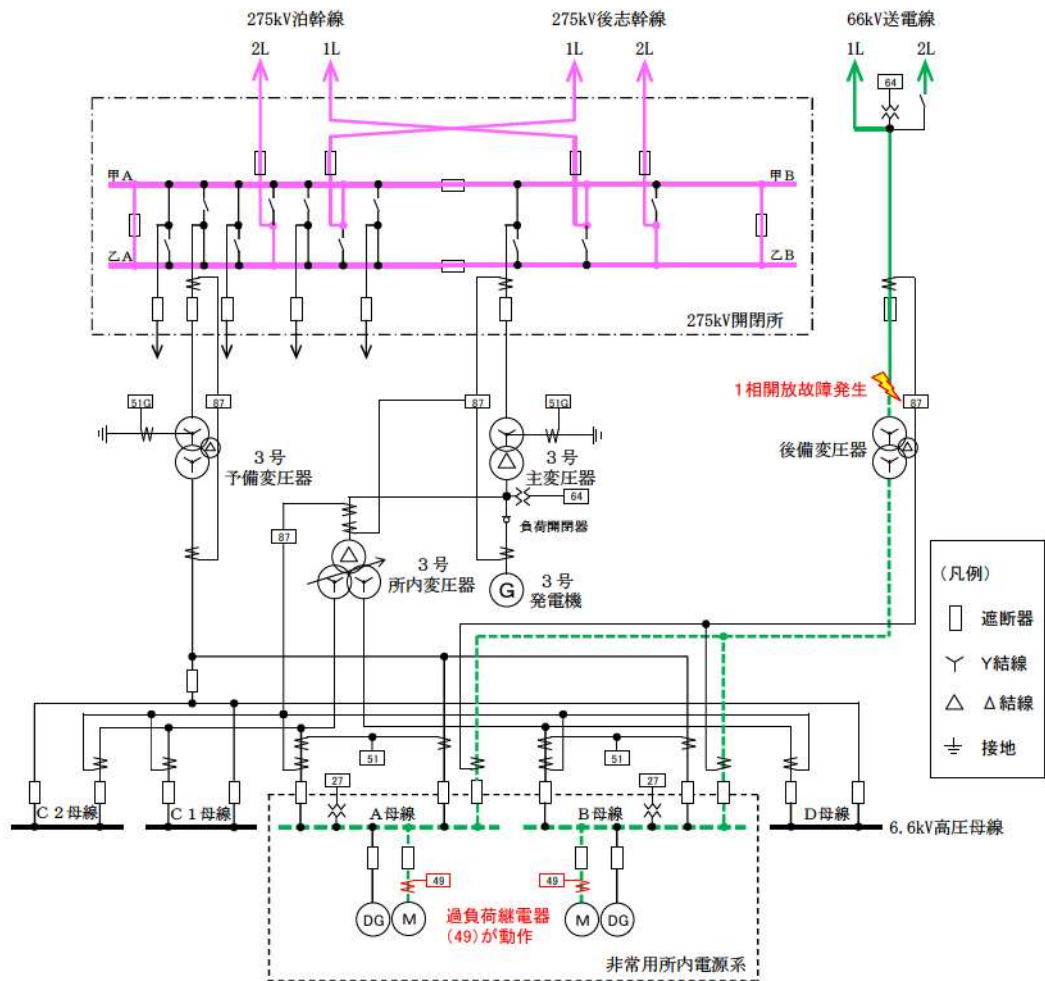 275kV泊幹線
275kV後志幹線
66kV送電線
2L
1L
1L
2L
1L
2L
64
甲A
甲B
乙A
乙B
275kV開閉所
1相開放故障発生
51G
87
87
51G
87
3号
予備変圧器
3号
主変圧器
後備変圧器
64
87
負荷開閉器
3号
所内変圧器
G
3号
発電機
(凡例)
遮断器
Y結線
Δ結線
接地
51
51
27
27
C2母線
C1母線
A母線
B母線
D母線
6.6kV高圧母線
49
49
DG
M
過負荷継電器
(49)が動作
M
DG
非常用所内電源系